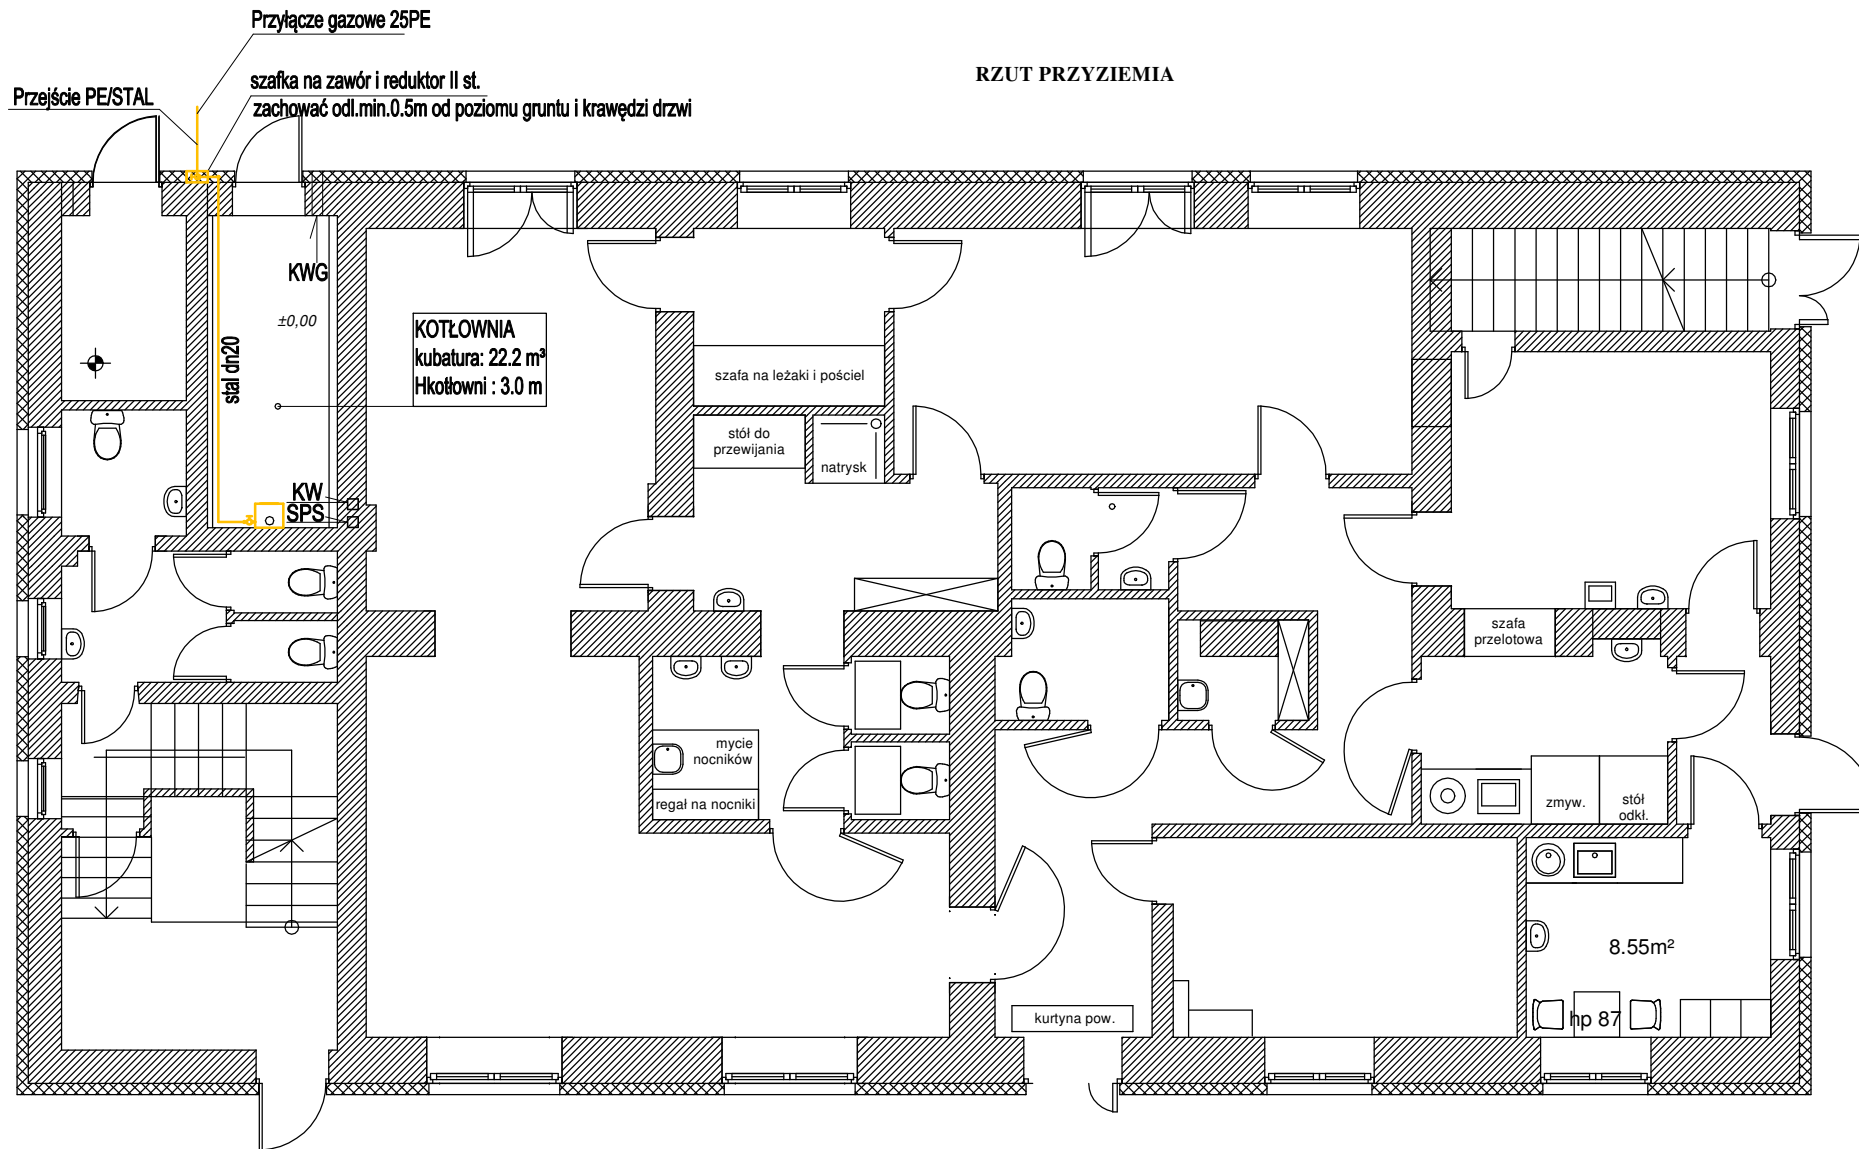 Przyłącze gazowe 25PE
RZUT PRZYZIEMIA
szafka na zawór i reduktor II st.
Przejście PE/STAL
zachować odl.min.0.5m od poziomu gruntu i krawędzi drzwi
KWG
±0,00
stal dn20
KOTŁOWNIA
kubatura: 22.2 m³
Hkotłowni : 3.0 m
szafa na leżaki i pościel
stół do
przewijania
natrysk
KW
SPS
szafa
przelotowa
mycie
nocników
regał na nocniki
zmyw.
stół
odkł.
8.55m²
hp 87
kurtyna pow.